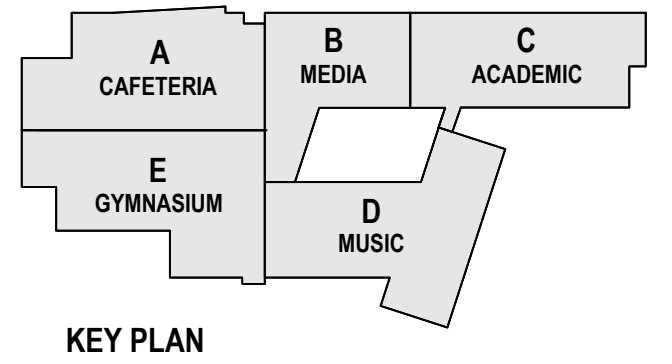 A
CAFETERIA
B
MEDIA
C
ACADEMIC
E
GYMNASIUM
D
MUSIC
KEY PLAN